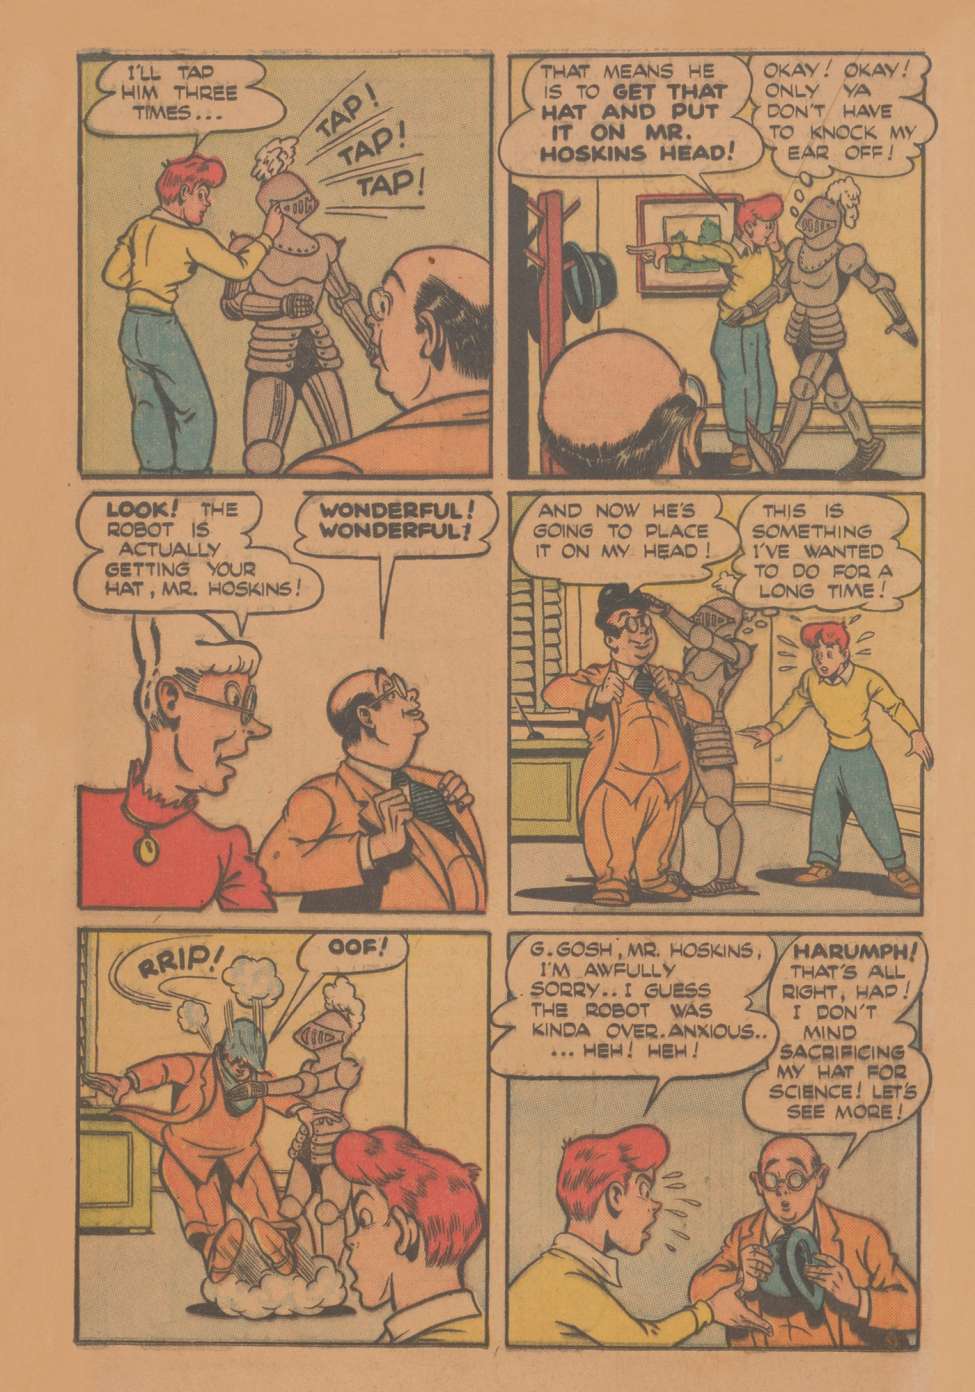 I'LL TAP
HIM THREE
TIMES...
TAP!
TAP!
TAP!
THAT MEANS HE
IS TO GET THAT
HAT AND PUT
IT ON MR.
HOSKINS HEAD!
OKAY! OKAY!
ONLY YA
DON'T HAVE
TO KNOCK MY
EAR OFF!
LOOK! THE
ROBOT IS
ACTUALLY
GETTING YOUR
HAT, MR. HOSKINS!
WONDERFUL!
WONDERFUL!
AND NOW HE'S
GOING TO PLACE
IT ON MY HEAD!
THIS IS
SOMETHING
I'VE WANTED
TO DO FOR A
LONG TIME!
RRIP!
OOF!
G.GOSH, MR. HOSKINS,
I'M AWFULLY
SORRY.. I GUESS
THE ROBOT WAS
KINDA OVER.ANXIOUS..
... HEH! HEH!
HARUMPH!
THAT'S ALL
RIGHT, HAP!
I DON'T
MIND
SACRIFICING
MY HAT FOR
SCIENCE! LET'S
SEE MORE!